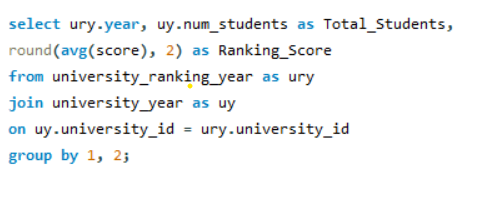 select ury.year, uy.num_students as Total_Students,
round(avg(score), 2) as Ranking_Score
from university_ranking_year as ury
join university_year as uy
on uy.university_id = ury.university_id
group by 1, 2;